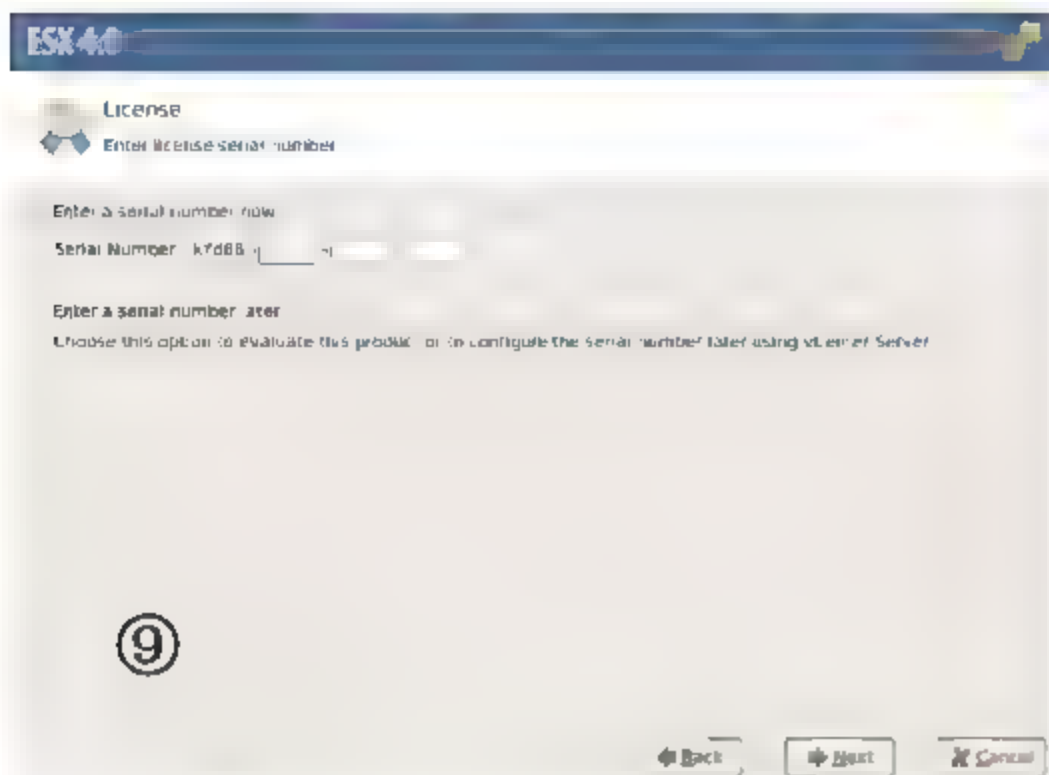 ESX 4.0
License
Enter license serial number
Enter a serial number now
Serial Number
Enter a serial number later
Choose this option to evaluate this product or to configure the serial number later using vCenter Server
⑨
Back
Next
Cancel